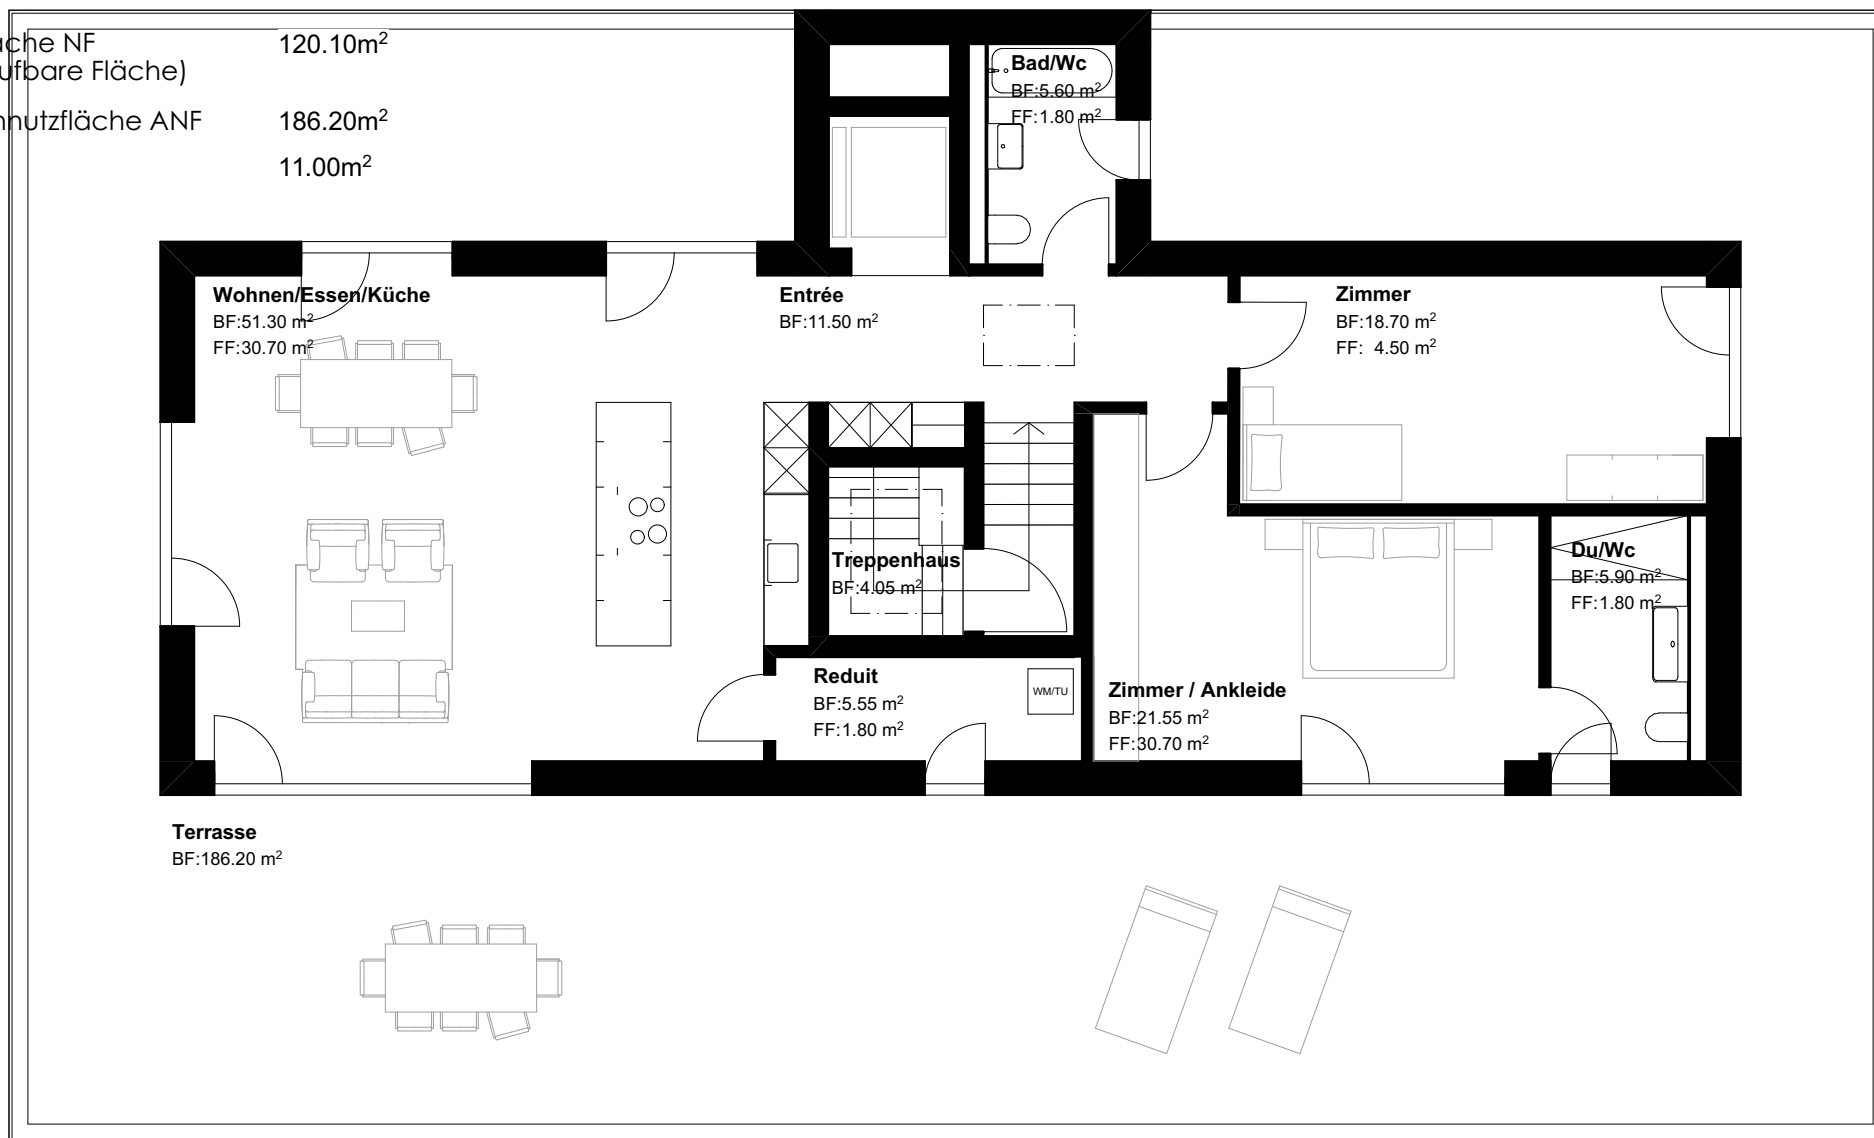 äche NF 120.10m²
ufbare Fläche)
nnutzfläche ANF 186.20m²
11.00m²
Bad/Wc
BF:5.60 m²
FF:1.80 m²
Wohnen/Essen/Küche
BF:51.30 m²
FF:30.70 m²
Entrée
BF:11.50 m²
Zimmer
BF:18.70 m²
FF: 4.50 m²
Treppenhaus
BF:4.05 m²
Du/Wc
BF:5.90 m²
FF:1.80 m²
Reduit
BF:5.55 m²
FF:1.80 m²
WM/TU
Zimmer / Ankleide
BF:21.55 m²
FF:30.70 m²
Terrasse
BF:186.20 m²